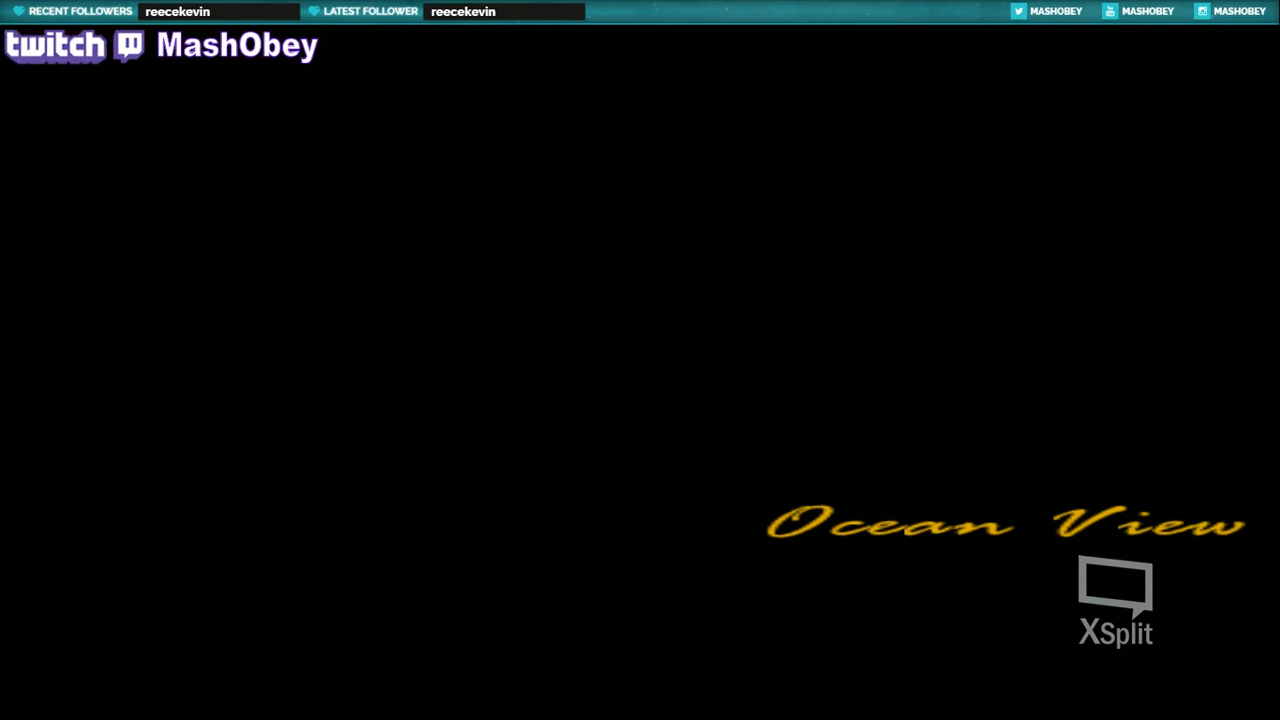 RECENT FOLLOWERS reecekevin LATEST FOLLOWER reecekevin MASHOBEY MASHOBEY MASHOBEY
twitch MashObey
Ocean View
XSplit